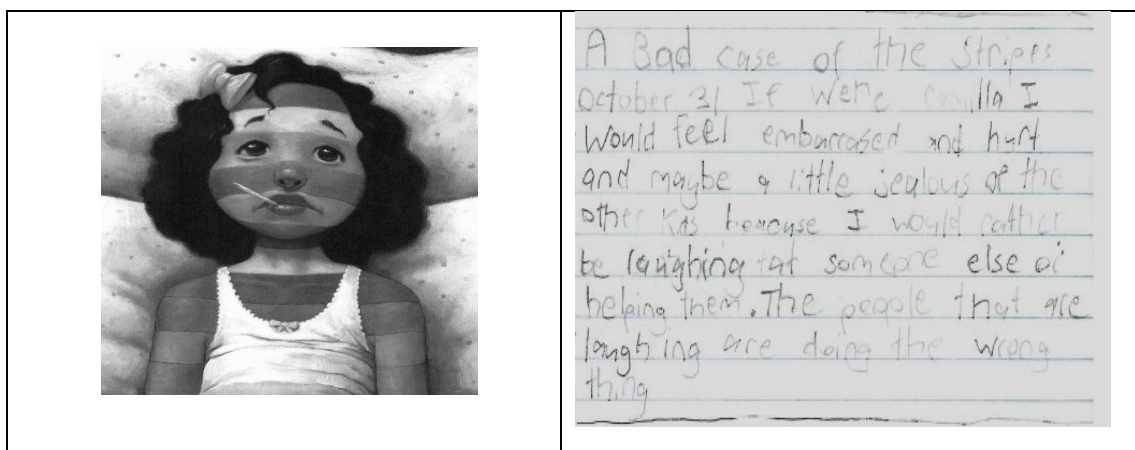 A Bad case of the Stripes
October 31 If were Camilla I
Would feel embarrased and hurt
and maybe a little jealous of the
other Kids because I would rather
be laughing at someone else or
helping them. The people that are
laughing are doing the wrong
thing